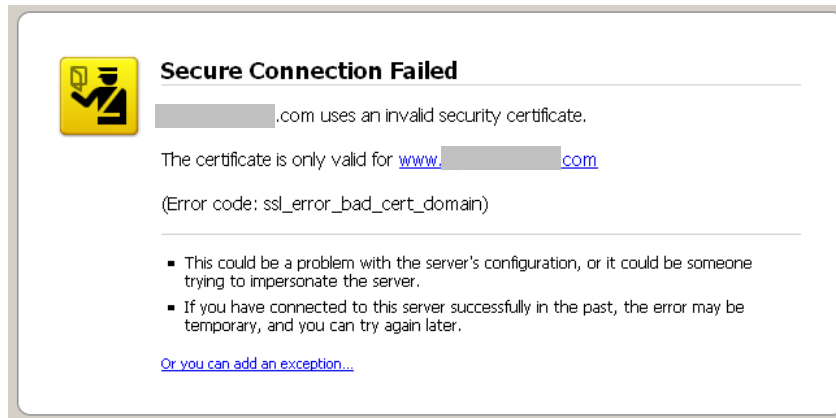 Secure Connection Failed
.com uses an invalid security certificate.
The certificate is only valid for www. com
(Error code: ssl_error_bad_cert_domain)
This could be a problem with the server's configuration, or it could be someone
trying to impersonate the server.
If you have connected to this server successfully in the past, the error may be
temporary, and you can try again later.
Or you can add an exception...